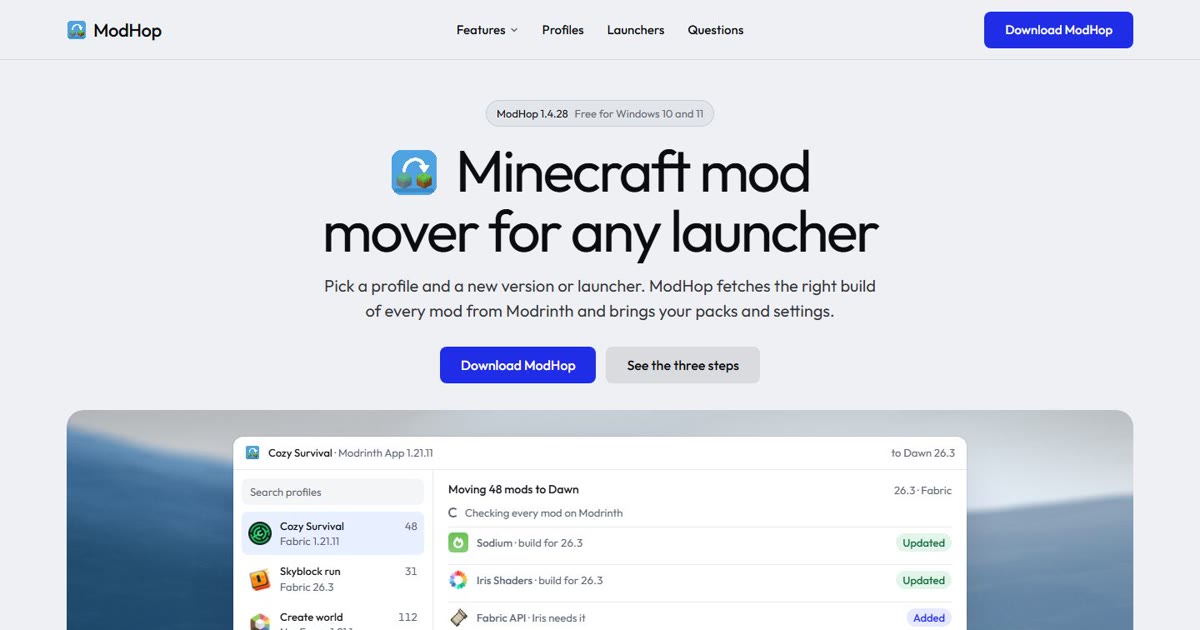 ModHop
Features
Profiles
Launchers
Questions
Download ModHop
ModHop 1.4.28 Free for Windows 10 and 11
Minecraft mod
mover for any launcher
Pick a profile and a new version or launcher. ModHop fetches the right build
of every mod from Modrinth and brings your packs and settings.
Download ModHop
See the three steps
Cozy Survival · Modrinth App 1.21.11
to Dawn 26.3
Search profiles
Cozy Survival
48
Fabric 1.21.11
Skyblock run
31
Fabric 26.3
Create world
112
Moving 48 mods to Dawn
26.3 · Fabric
Checking every mod on Modrinth
Sodium · build for 26.3
Updated
Iris Shaders · build for 26.3
Updated
Fabric API · Iris needs it
Added